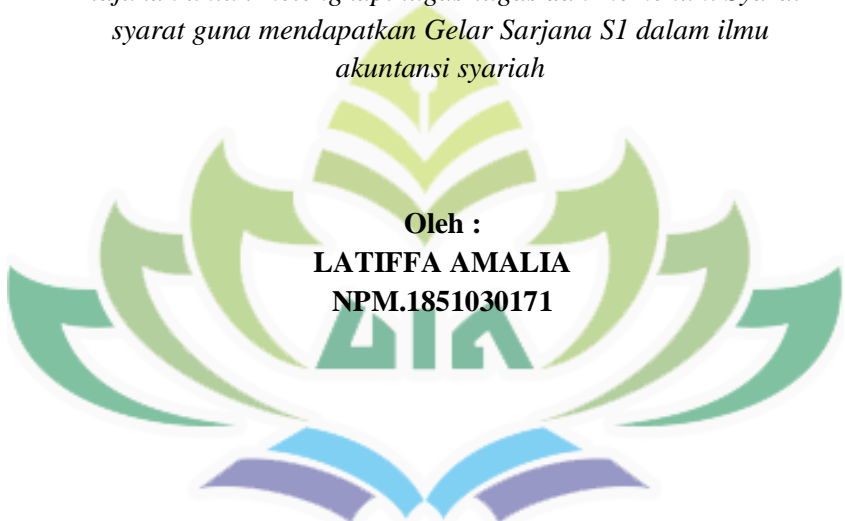 syarat guna mendapatkan Gelar Sarjana S1 dalam ilmu
akuntansi syariah
Oleh :
LATIFFA AMALIA
NPM.1851030171